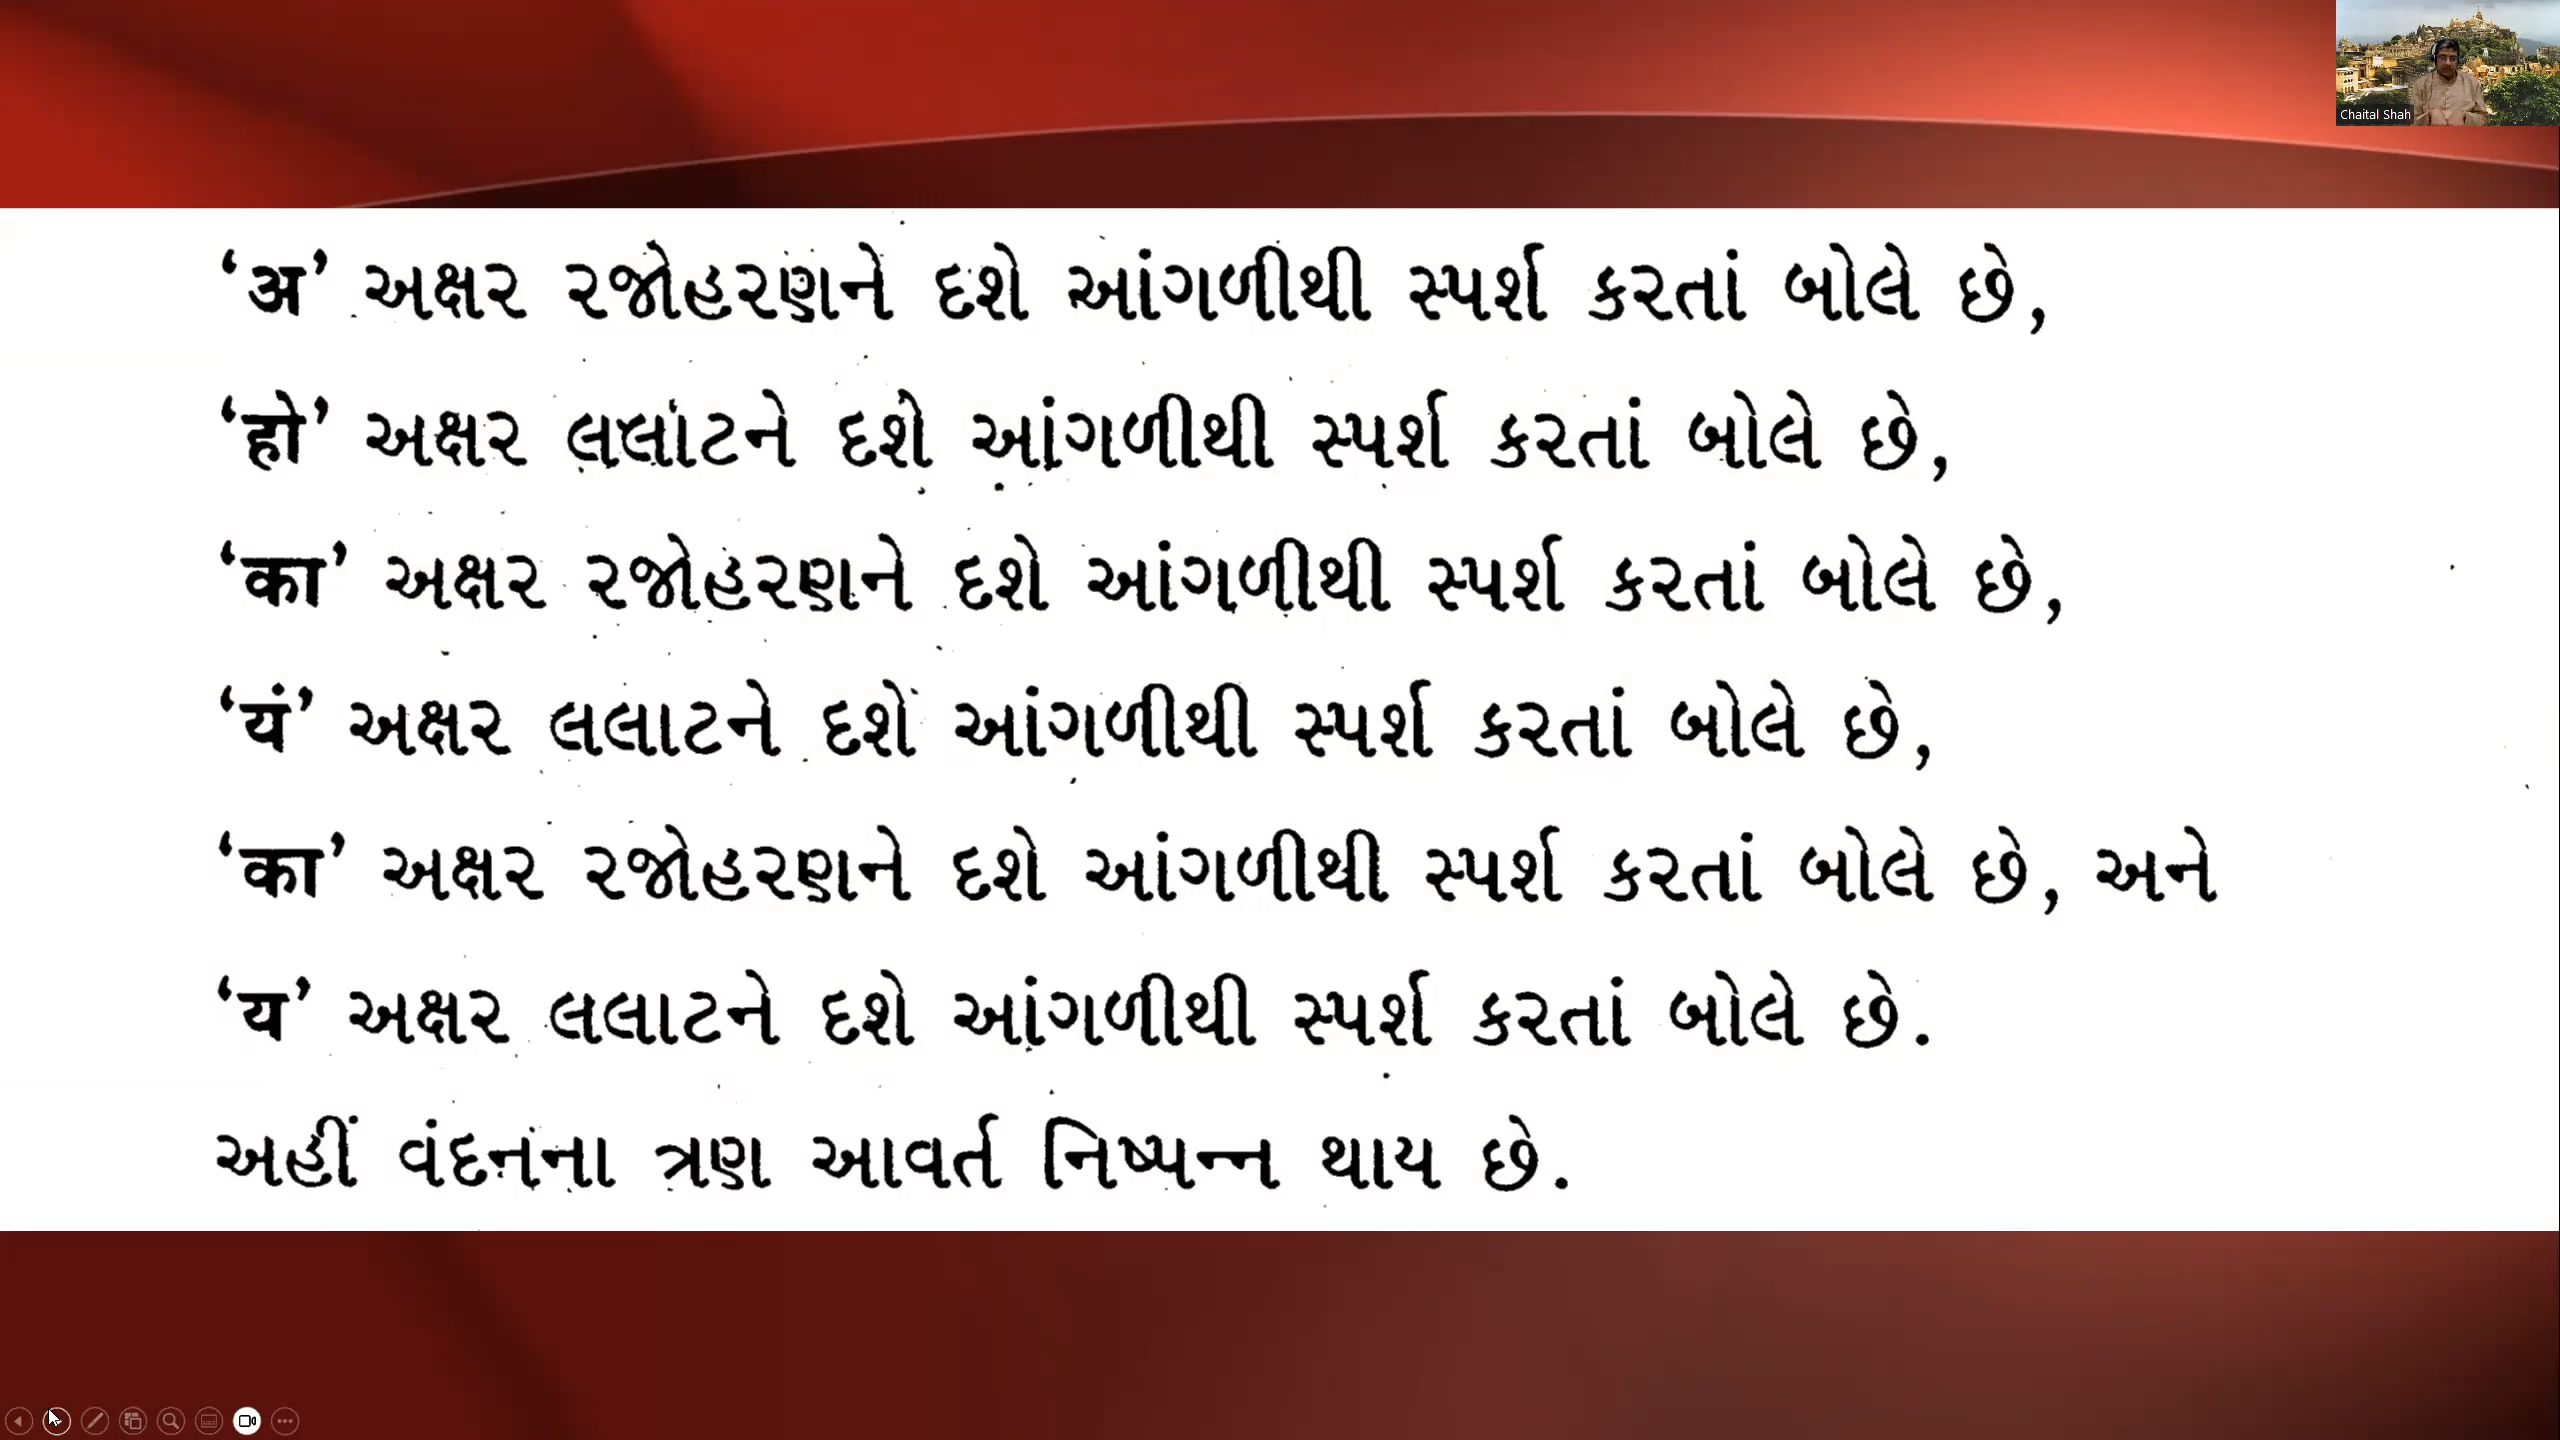 Chaital Shah
‘अ’ અક્ષર રજોહરણને દશે આંગળીથી સ્પર્શ કરતાં બોલે છે,
‘हो’ અક્ષર લલાટને દશે આંગળીથી સ્પર્શ કરતાં બોલે છે,
‘का’ અક્ષર રજોહરણને દશે આંગળીથી સ્પર્શ કરતાં બોલે છે,
‘यं’ અક્ષર લલાટને દશે આંગળીથી સ્પર્શ કરતાં બોલે છે,
‘का’ અક્ષર રજોહરણને દશે આંગળીથી સ્પર્શ કરતાં બોલે છે, અને
‘य’ અક્ષર લલાટને દશે આંગળીથી સ્પર્શ કરતાં બોલે છે.
અહીં વંદનના ત્રણ આવર્ત નિષ્પન્ન થાય છે.